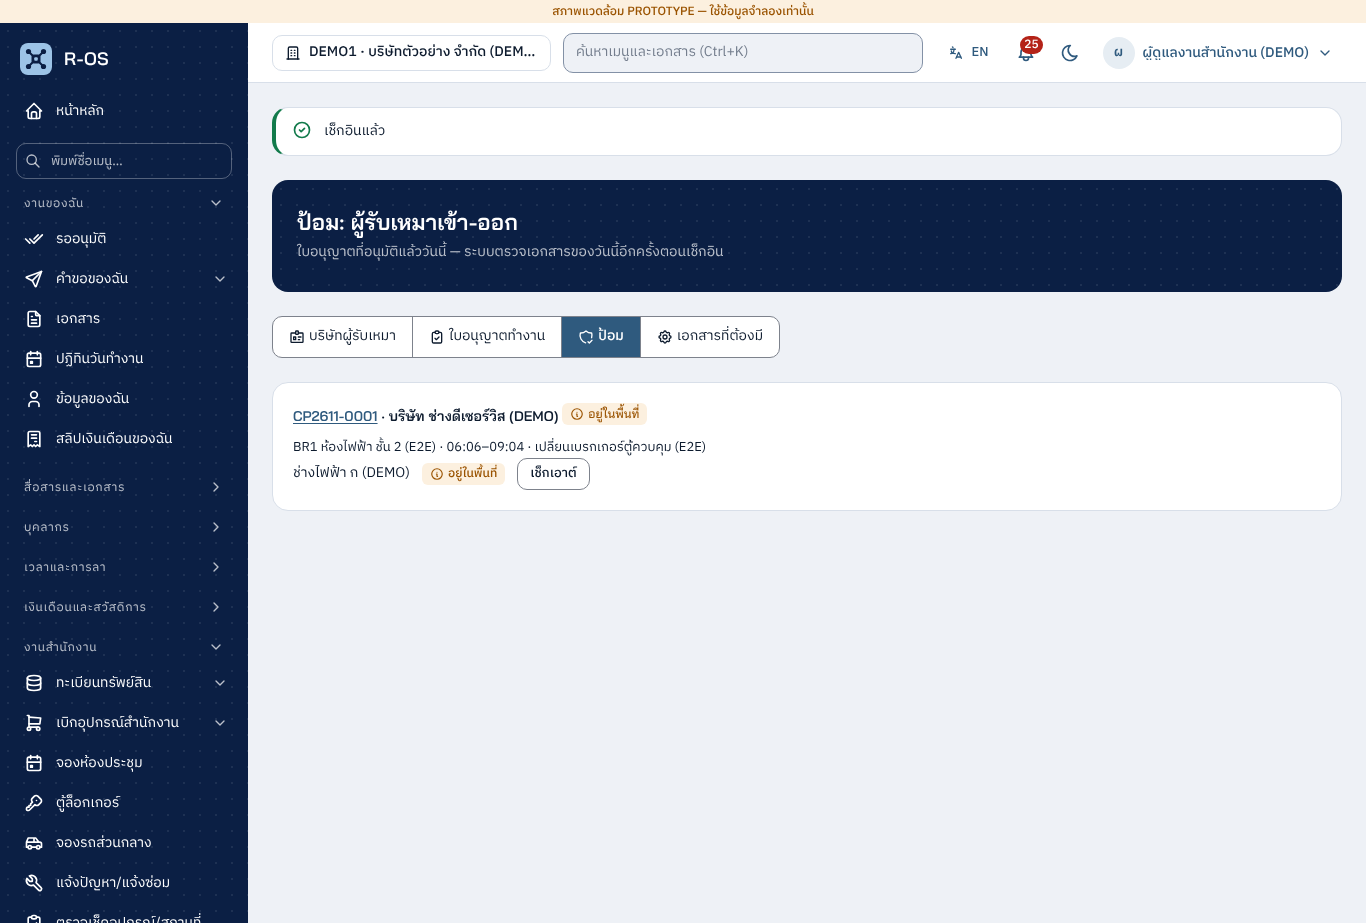 สภาพแวดล้อม PROTOTYPE — ใช้ข้อมูลจำลองเท่านั้น
R-OS
DEMO1 · บริษัทตัวอย่าง จำกัด (DEM...
ค้นหาเมนูและเอกสาร (Ctrl+K)
EN
25
ผ
ผู้ดูแลงานสำนักงาน (DEMO)
หน้าหลัก
พิมพ์ชื่อเมนู...
งานของฉัน
รออนุมัติ
คำขอของฉัน
เอกสาร
ปฏิทินวันทำงาน
ข้อมูลของฉัน
สลิปเงินเดือนของฉัน
สื่อสารและเอกสาร
บุคลากร
เวลาและการลา
เงินเดือนและสวัสดิการ
งานสำนักงาน
ทะเบียนทรัพย์สิน
เบิกอุปกรณ์สำนักงาน
จองห้องประชุม
ตู้ล็อกเกอร์
จองรถส่วนกลาง
แจ้งปัญหา/แจ้งซ่อม
ตรวจเช็คอุปกรณ์/สถานที่
เช็กอินแล้ว
ป้อม: ผู้รับเหมาเข้า-ออก
ใบอนุญาตที่อนุมัติแล้ววันนี้ — ระบบตรวจเอกสารของวันนี้อีกครั้งตอนเช็กอิน
บริษัทผู้รับเหมา
ใบอนุญาตทำงาน
ป้อม
เอกสารที่ต้องมี
CP2611-0001 · บริษัท ช่างดีเซอร์วิส (DEMO) อยู่ในพื้นที่
BR1 ห้องไฟฟ้า ชั้น 2 (E2E) · 06:06–09:04 · เปลี่ยนเบรกเกอร์ตู้ควบคุม (E2E)
ช่างไฟฟ้า ก (DEMO) อยู่ในพื้นที่ เช็กเอาต์